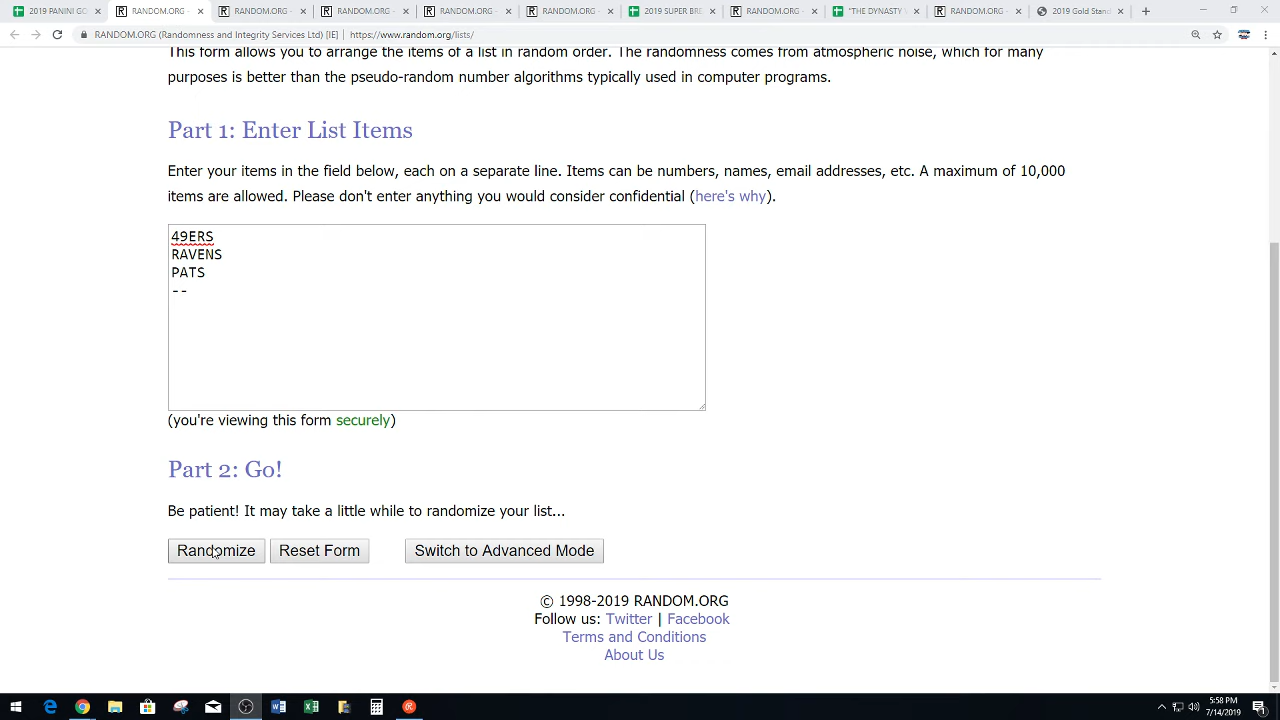 2019 PANINI GO
RANDOM.ORG -
RANDOM.ORG -
RANDOM.ORG -
RANDOM.ORG -
RANDOM.ORG -
2019 SUPER BRE
RANDOM.ORG -
"THE DYNASTY
RANDOM.ORG -
2019 Gold Stand
RANDOM.ORG (Randomness and Integrity Services Ltd) [IE] | https://www.random.org/lists/
This form allows you to arrange the items of a list in random order. The randomness comes from atmospheric noise, which for many
purposes is better than the pseudo-random number algorithms typically used in computer programs.
Part 1: Enter List Items
Enter your items in the field below, each on a separate line. Items can be numbers, names, email addresses, etc. A maximum of 10,000
items are allowed. Please don't enter anything you would consider confidential (here's why).
49ERS
RAVENS
PATS
--
(you're viewing this form securely)
Part 2: Go!
Be patient! It may take a little while to randomize your list...
Randomize Reset Form Switch to Advanced Mode
© 1998-2019 RANDOM.ORG
Follow us: Twitter | Facebook
Terms and Conditions
About Us
5:58 PM
7/14/2019